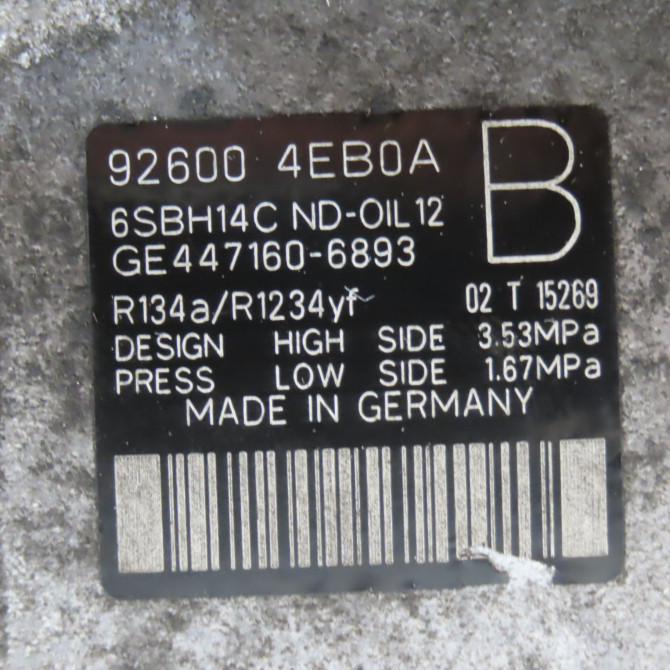 92600 4EB0A B
6SBH14C ND-OIL12
GE447160-6893
R134a/R1234yf 02 T 15269
DESIGN HIGH SIDE 3.53MPa
PRESS LOW SIDE 1.67MPa
MADE IN GERMANY